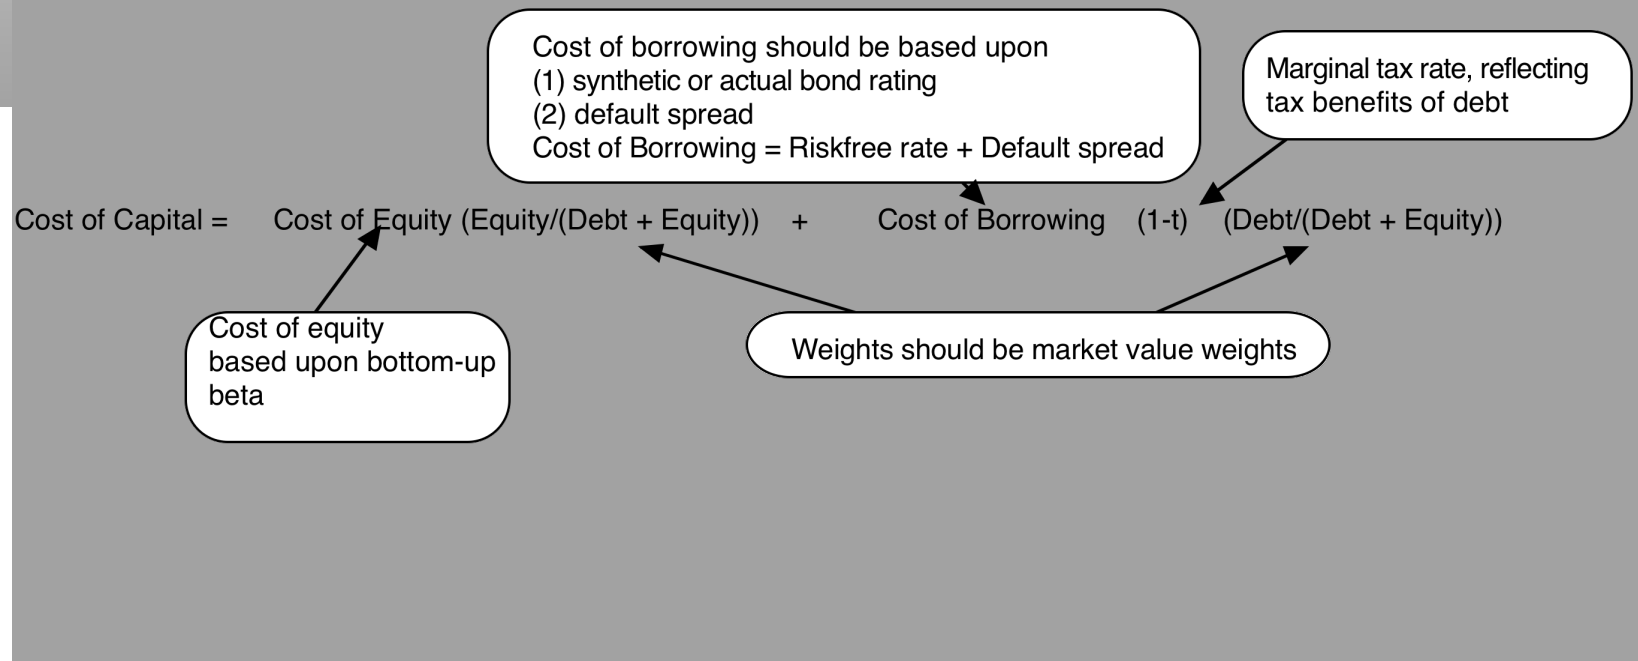 Cost of borrowing should be based upon
(1) synthetic or actual bond rating
(2) default spread
Cost of Borrowing = Riskfree rate + Default spread
Marginal tax rate, reflecting
tax benefits of debt
Cost of Capital = Cost of Equity (Equity/(Debt + Equity)) + Cost of Borrowing (1-t) (Debt/(Debt + Equity))
Cost of equity
based upon bottom-up
beta
Weights should be market value weights